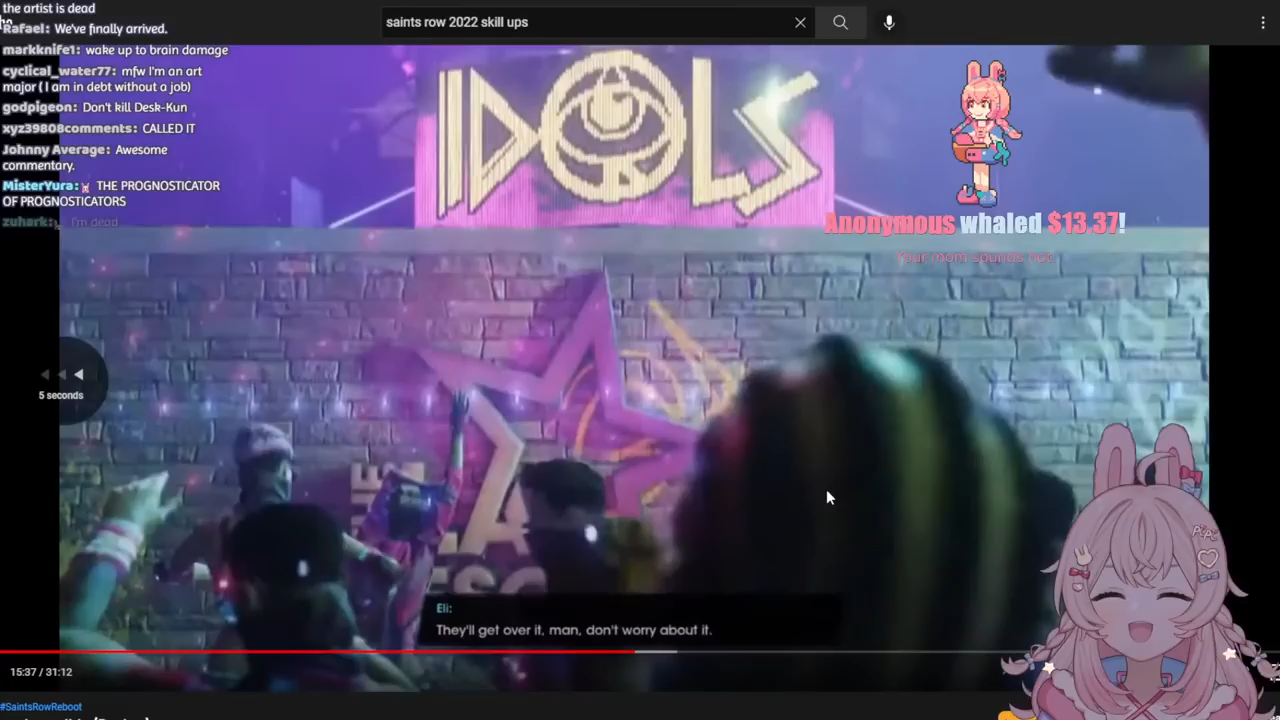 the artist is dead
Rafael: We've finally arrived.
markknife1: wake up to brain damage
cyclical_water77: mfw I'm an art
major ( I am in debt without a job)
godpigeon: Don't kill Desk-Kun
xyz39808comments: CALLED IT
Johnny Average: Awesome
commentary.
MisterYura: THE PROGNOSTICATOR
OF PROGNOSTICATORS
zuhark: I'm dead
saints row 2022 skill ups
IDOLS
Anonymous whaled $13.37!
Your mom sounds hot
5 seconds
LA
Eli:
They'll get over it, man, don't worry about it.
15:37 / 31:12
#SaintsRowReboot